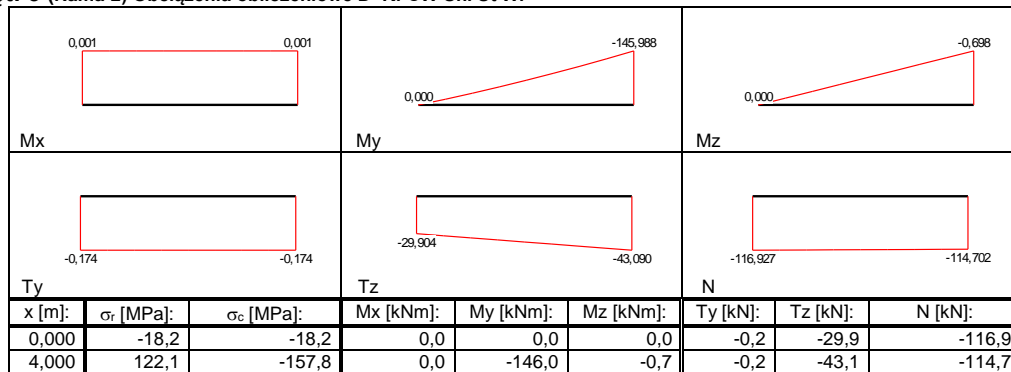 (Rama 2) Obciążenia obliczeniowe
0,001 0,001
Mx
-145,988
0,000
My
-0,698
0,000
Mz
-0,174 -0,174
Ty
-29,904
-43,090
Tz
-116,927 -114,702
N
x [m]: σr [MPa]: σc [MPa]: Mx [kNm]: My [kNm]: Mz [kNm]: Ty [kN]: Tz [kN]: N [kN]:
0,000 -18,2 -18,2 0,0 0,0 0,0 -0,2 -29,9 -116,9
4,000 122,1 -157,8 0,0 -146,0 -0,7 -0,2 -43,1 -114,7